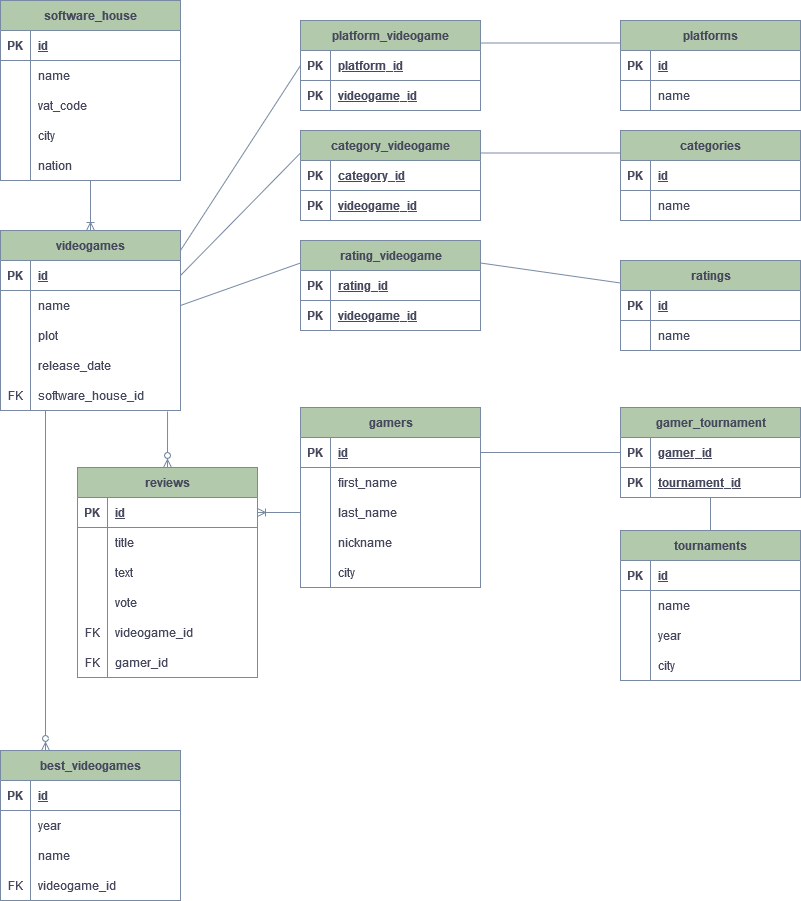 software_house
PK id
name
vat_code
city
nation
platform_videogame
PK platform_id
PK videogame_id
platforms
PK id
name
category_videogame
PK category_id
PK videogame_id
categories
PK id
name
videogames
PK id
name
plot
release_date
FK software_house_id
rating_videogame
PK rating_id
PK videogame_id
ratings
PK id
name
gamers
PK id
first_name
last_name
nickname
city
gamer_tournament
PK gamer_id
PK tournament_id
reviews
PK id
title
text
vote
FK videogame_id
FK gamer_id
tournaments
PK id
name
year
city
best_videogames
PK id
year
name
FK videogame_id